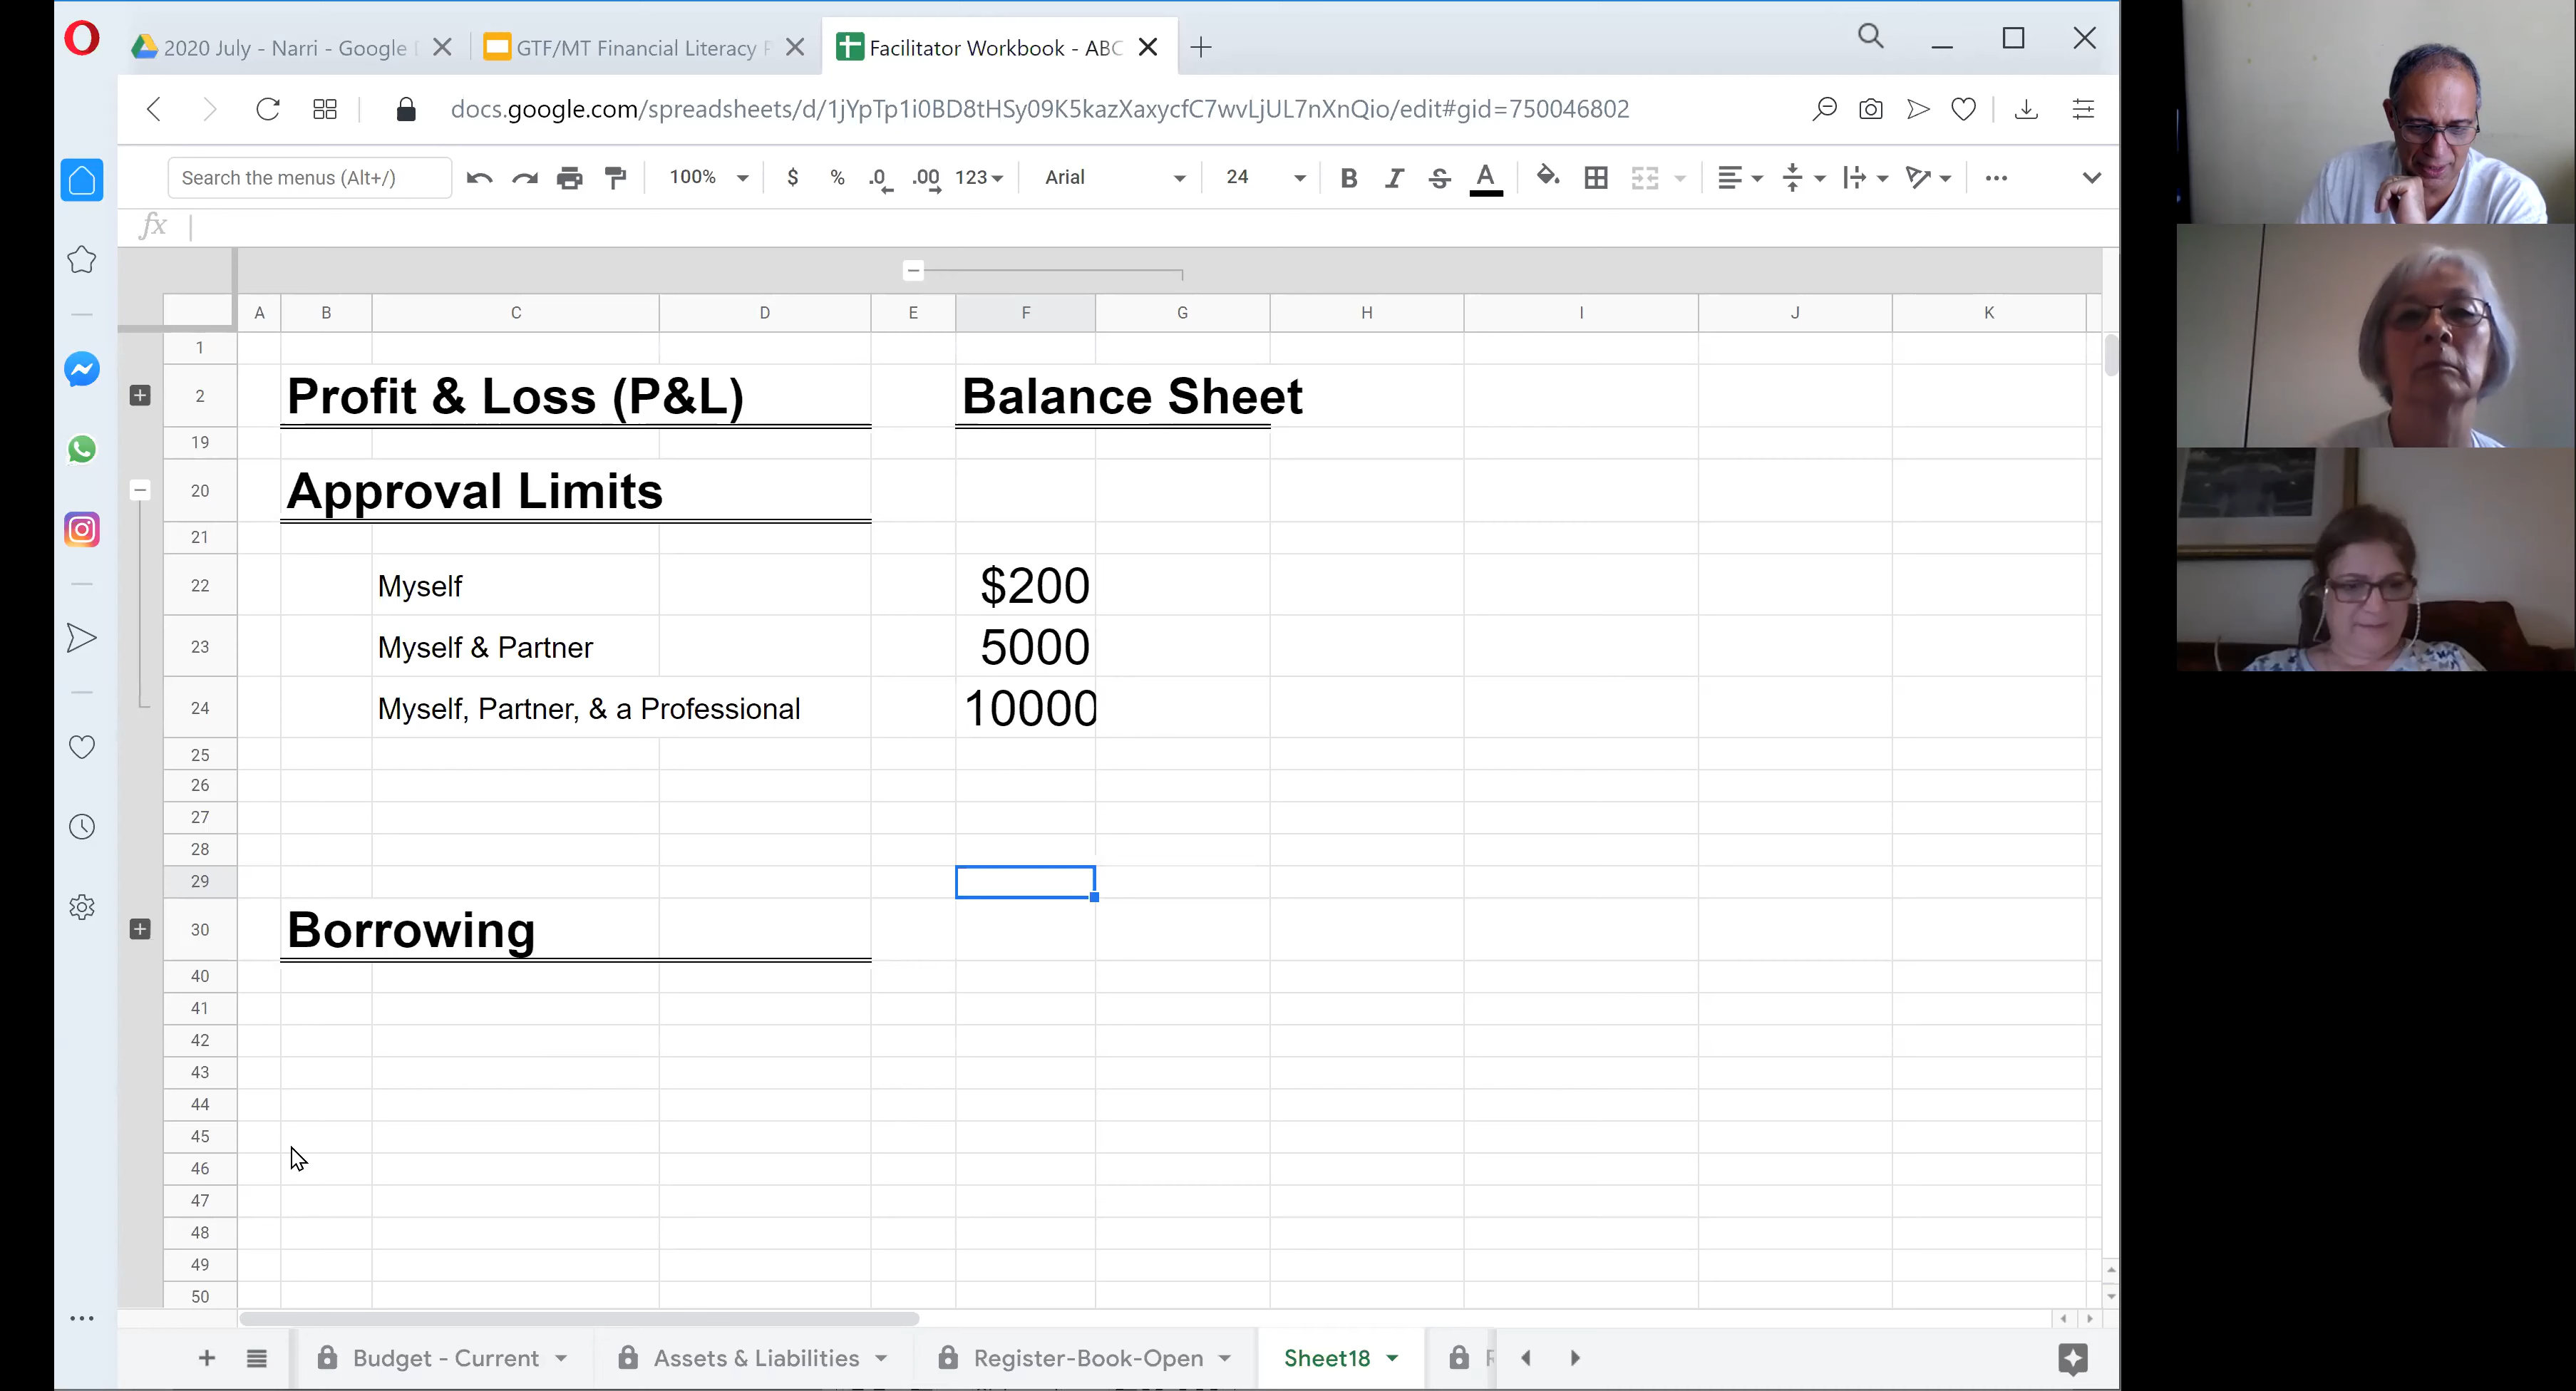 2020 July - Narri - Google
GTF/MT Financial Literacy
Facilitator Workbook - ABC
docs.google.com/spreadsheets/d/1jYpTp1i0BD8tHSy09K5kazXaxycfC7wvLjUL7nXnQio/edit#gid=750046802
Search the menus (Alt+/)
100%
$ % .0 .00 123
Arial
24
B I S A
fx
A B C D E F G H I J K
1
2 Profit & Loss (P&L) Balance Sheet
19
20 Approval Limits
21
22 Myself $200
23 Myself & Partner 5000
24 Myself, Partner, & a Professional 10000
25
26
27
28
29
30 Borrowing
40
41
42
43
44
45
46
47
48
49
50
Budget - Current Assets & Liabilities Register-Book-Open Sheet18